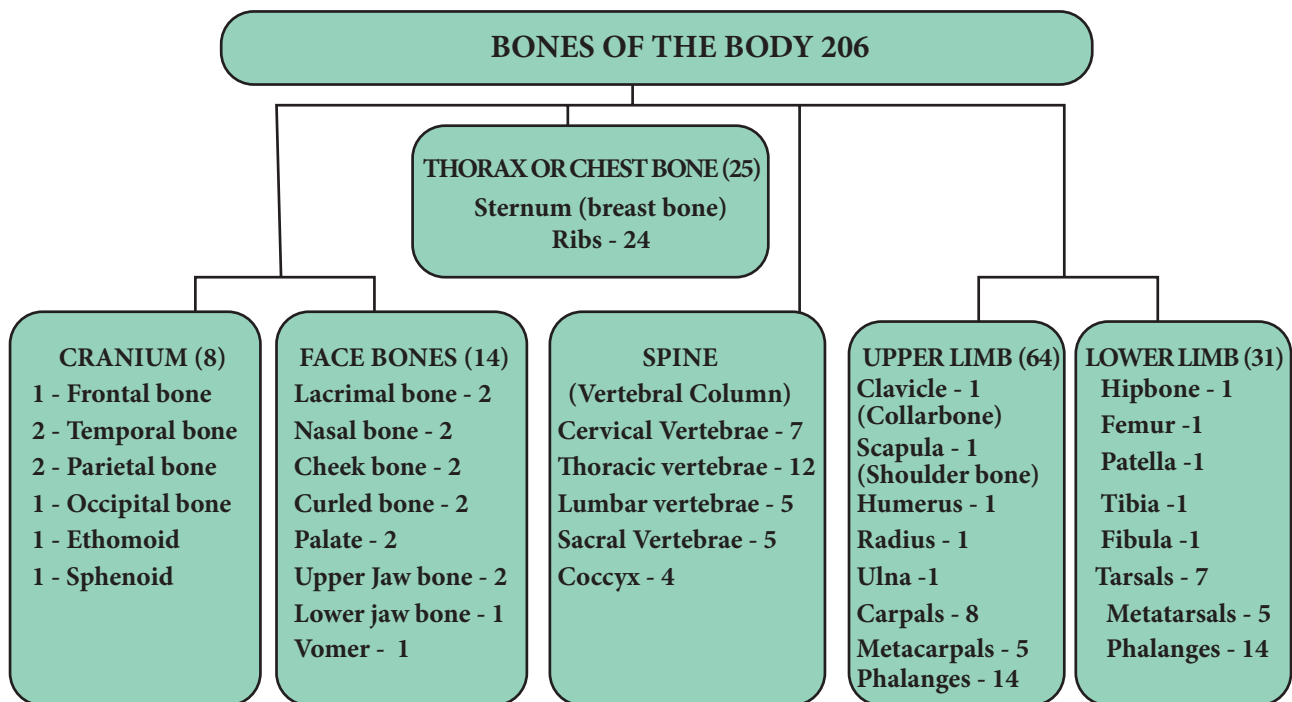 BONES OF THE BODY 206
THORAX OR CHEST BONE (25)
Sternum (breast bone)
Ribs - 24
CRANIUM (8)
1 - Frontal bone
2 - Temporal bone
2 - Parietal bone
1 - Occipital bone
1 - Ethomoid
1 - Sphenoid
FACE BONES (14)
Lacrimal bone - 2
Nasal bone - 2
Cheek bone - 2
Curled bone - 2
Palate - 2
Upper Jaw bone - 2
Lower jaw bone - 1
Vomer - 1
SPINE
(Vertebral Column)
Cervical Vertebrae - 7
Thoracic vertebrae - 12
Lumbar vertebrae - 5
Sacral Vertebrae - 5
Coccyx - 4
UPPER LIMB (64)
Clavicle - 1
(Collarbone)
Scapula - 1
(Shoulder bone)
Humerus - 1
Radius - 1
Ulna -1
Carpals - 8
Metacarpals - 5
Phalanges - 14
LOWER LIMB (31)
Hipbone - 1
Femur -1
Patella -1
Tibia -1
Fibula -1
Tarsals - 7
Metatarsals - 5
Phalanges - 14